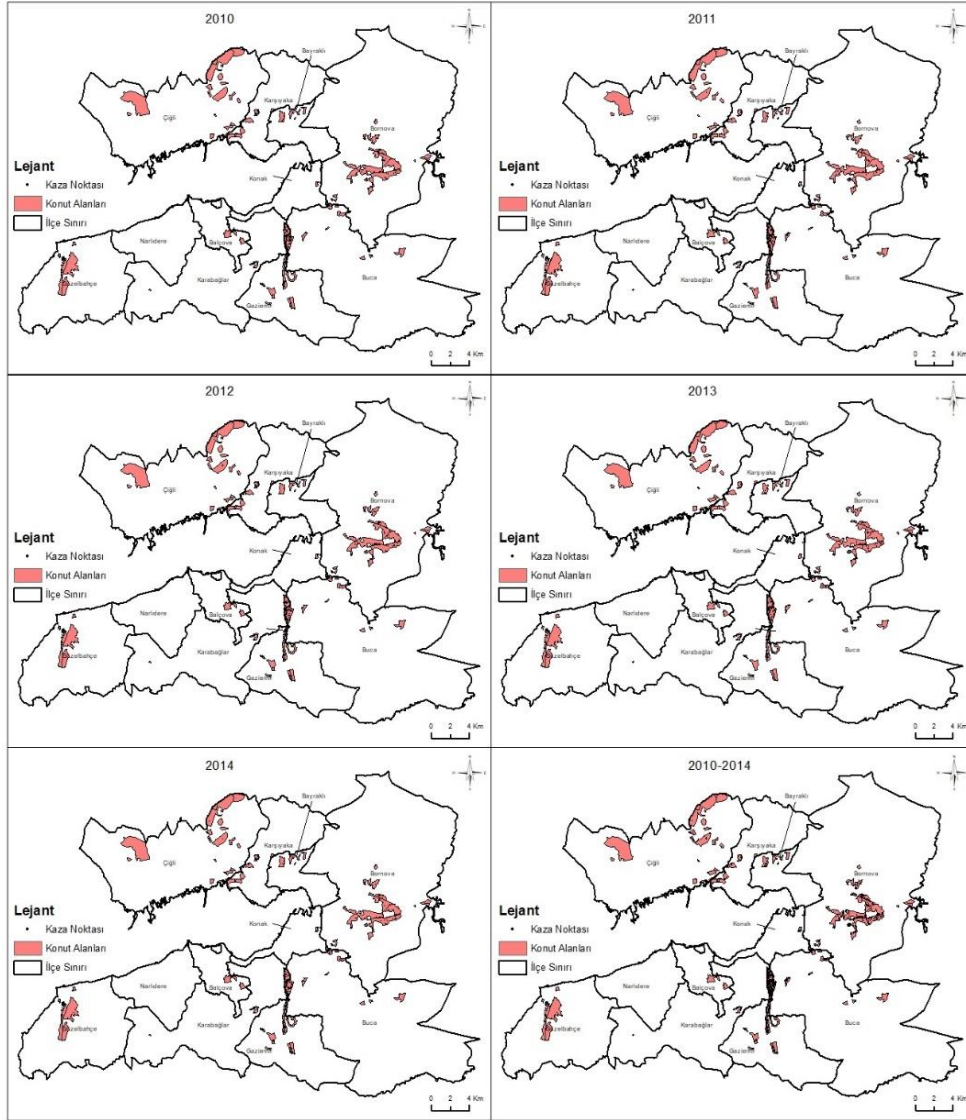 2010
Bayraklı
Karşıyaka
Çiğli
Bornova
Konak
Lejant
Kaza Noktası
Konut Alanları
İlçe Sınırı
Narlıdere
Balçova
Güzelbahçe
Karabağlar
Buca
Gaziemir
0 2 4 Km
2011
Bayraklı
Karşıyaka
Çiğli
Bornova
Konak
Lejant
Kaza Noktası
Konut Alanları
İlçe Sınırı
Narlıdere
Balçova
Güzelbahçe
Karabağlar
Buca
Gaziemir
0 2 4 Km
2012
Bayraklı
Karşıyaka
Çiğli
Bornova
Konak
Lejant
Kaza Noktası
Konut Alanları
İlçe Sınırı
Narlıdere
Balçova
Güzelbahçe
Karabağlar
Buca
Gaziemir
0 2 4 Km
2013
Bayraklı
Karşıyaka
Çiğli
Bornova
Konak
Lejant
Kaza Noktası
Konut Alanları
İlçe Sınırı
Narlıdere
Balçova
Güzelbahçe
Karabağlar
Buca
Gaziemir
0 2 4 Km
2014
Bayraklı
Karşıyaka
Çiğli
Bornova
Konak
Lejant
Kaza Noktası
Konut Alanları
İlçe Sınırı
Narlıdere
Balçova
Güzelbahçe
Karabağlar
Buca
Gaziemir
0 2 4 Km
2010-2014
Bayraklı
Karşıyaka
Çiğli
Bornova
Konak
Lejant
Kaza Noktası
Konut Alanları
İlçe Sınırı
Narlıdere
Balçova
Güzelbahçe
Karabağlar
Buca
Gaziemir
0 2 4 Km